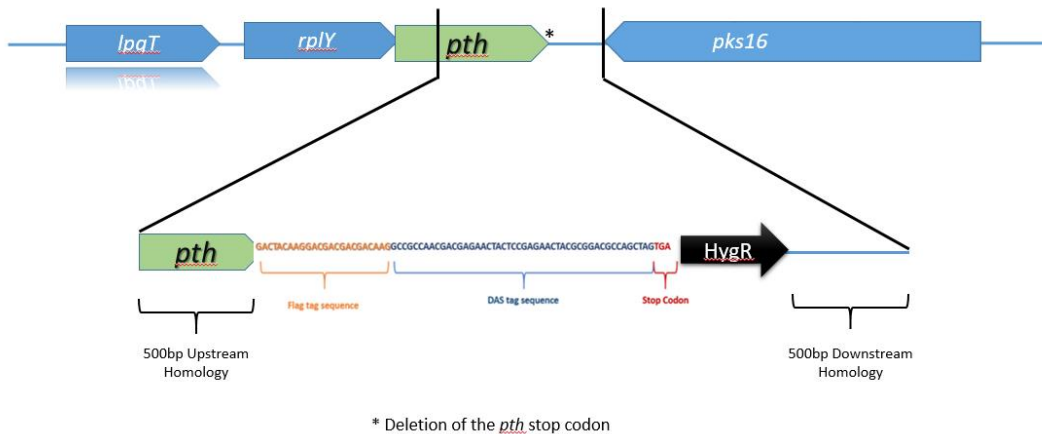 lpqT rplY pth * pks16
pth GACTACAAGGACGACGACGACAAGGCCGCCAACGACGAGAACTACTCCGAGAACTACGCGGACGCCAGCTAGTGA HygR
Flag tag sequence DAS tag sequence Stop Codon
500bp Upstream
Homology
500bp Downstream
Homology
* Deletion of the pth stop codon